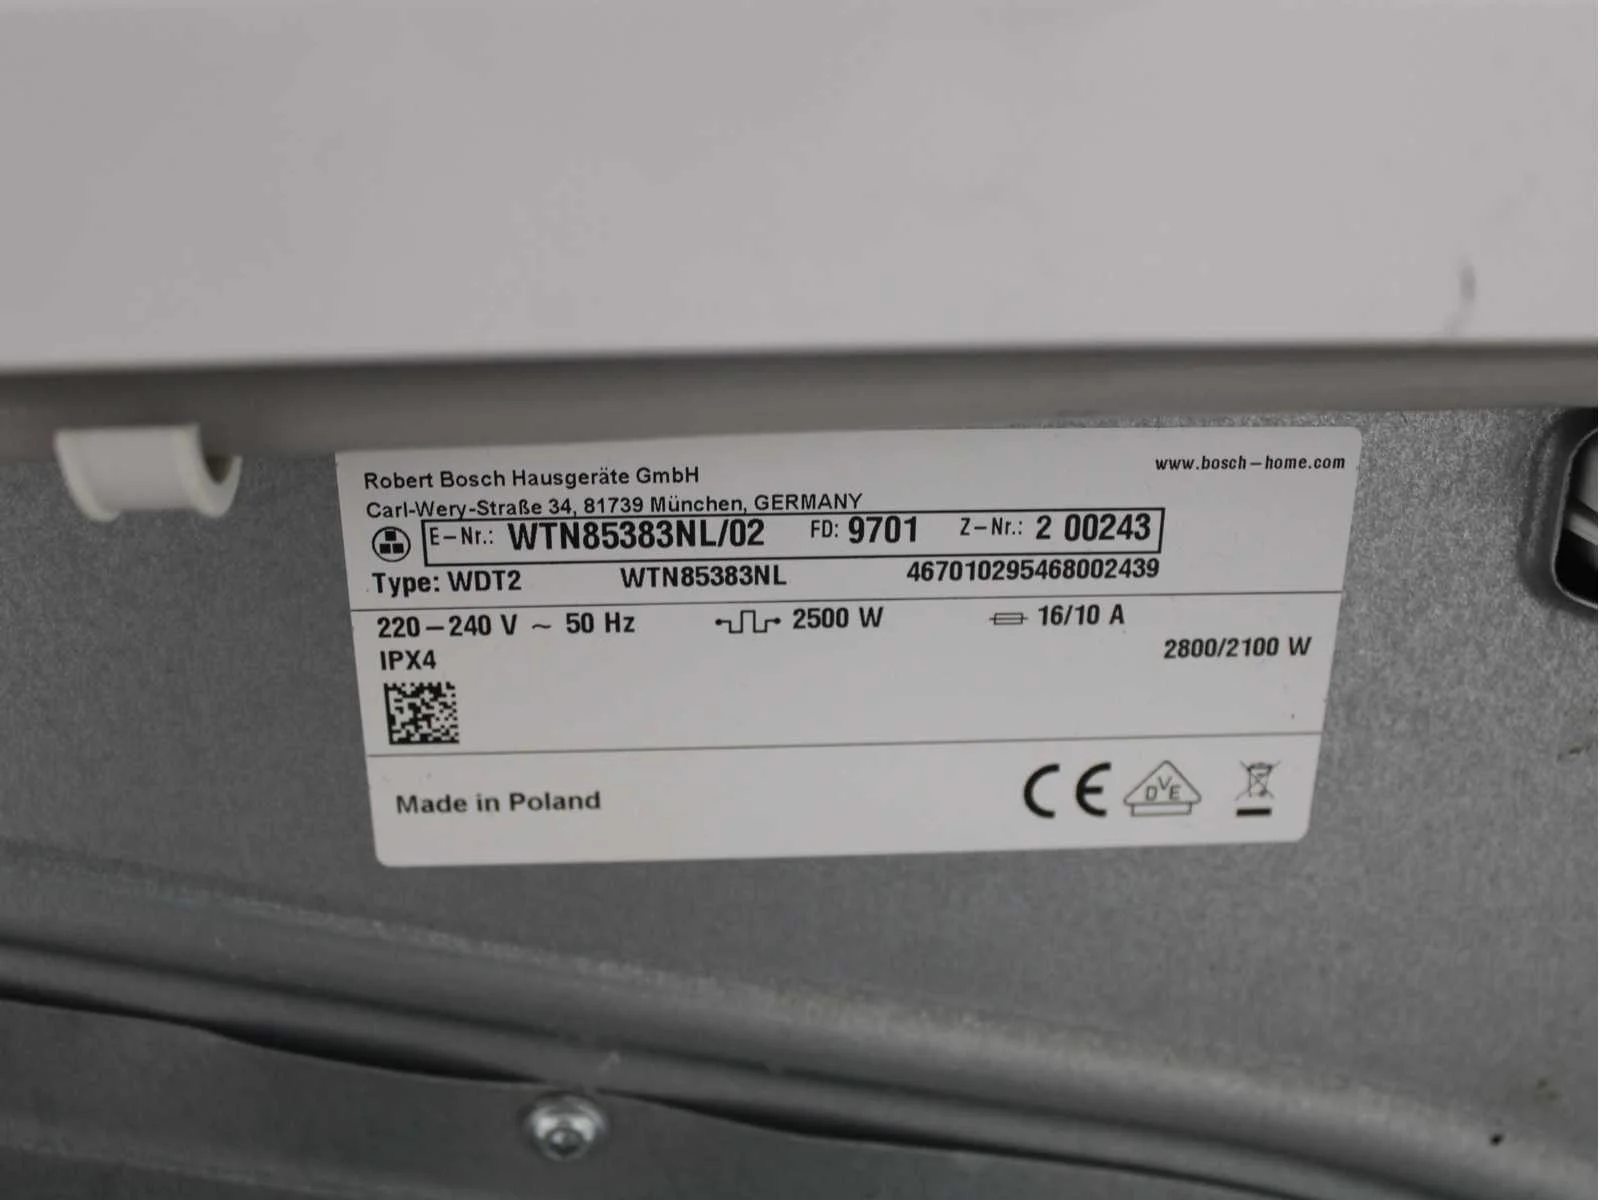 Robert Bosch Hausgeräte GmbH
www.bosch-home.com
Carl-Wery-Straße 34, 81739 München, GERMANY
E-Nr.: WTN85383NL/02 FD: 9701 Z-Nr.: 2 00243
Type: WDT2 WTN85383NL 467010295468002439
220-240 V ~ 50 Hz 2500 W 16/10 A
IPX4 2800/2100 W
Made in Poland CE DVE